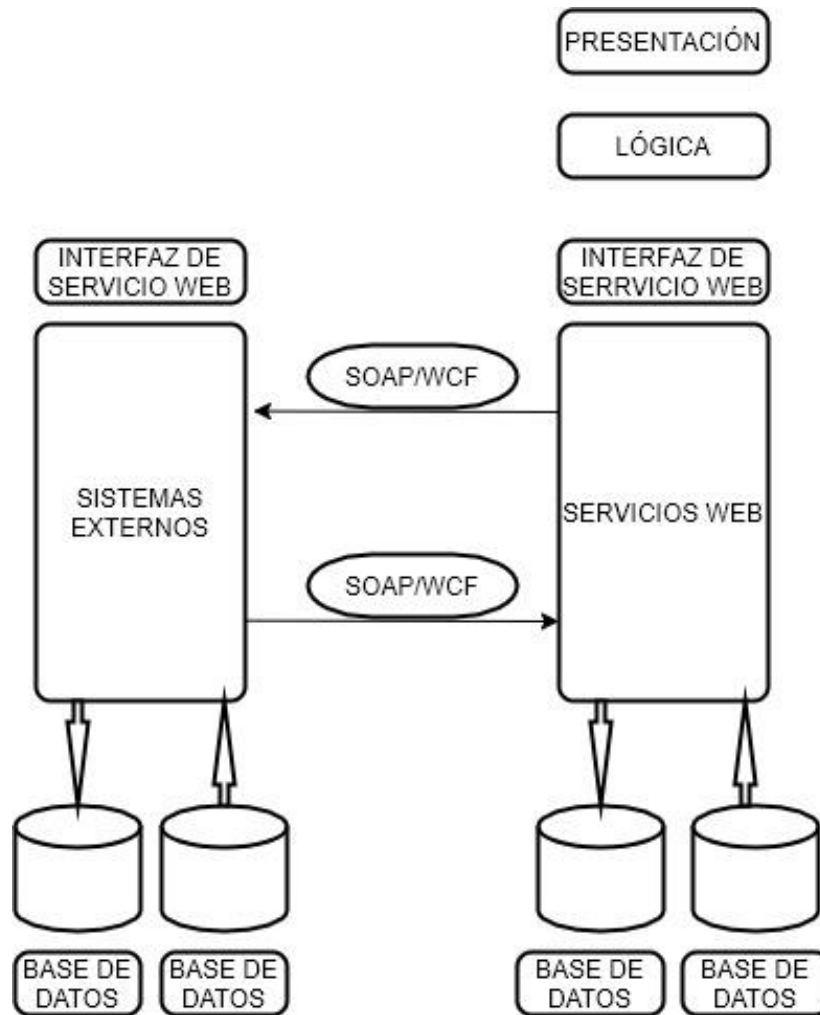 PRESENTACIÓN
LÓGICA
INTERFAZ DE
SERVICIO WEB
INTERFAZ DE
SERRVICIO WEB
SOAP/WCF
SISTEMAS
EXTERNOS
SERVICIOS WEB
SOAP/WCF
BASE DE
DATOS
BASE DE
DATOS
BASE DE
DATOS
BASE DE
DATOS